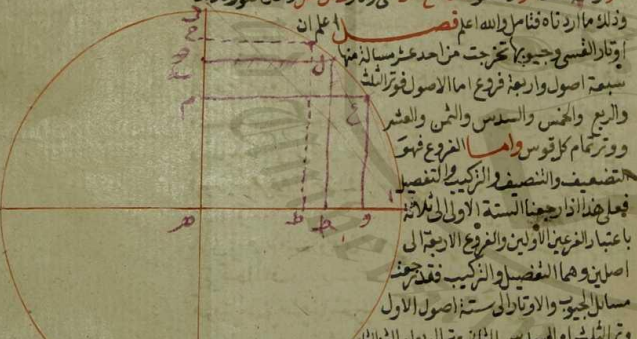 وذلك ما اردناه فتامل والله اعلم فصل اعلم ان
اوتار القسى وجيوبها تخرجت من احد عشر مسالة منها
سبعة اصول واربعة فروع اما الاصول فوتر الثلث
والربع والخمس والسدس والثمن والعشر
ووتر تمام كل قوس واما الفروع فهو
التضعيف والتنصيف والتركيب والتفصيل
فعلى هذا اذا رجعنا الستة الاولى الى ثلاثة
باعتبار الفرعين الاولين والفروع الاربعة الى
اصلين وهما التفصيل والتركيب فقد رجعت
مسائل الجيوب والاوتار الى ستة اصول الاول